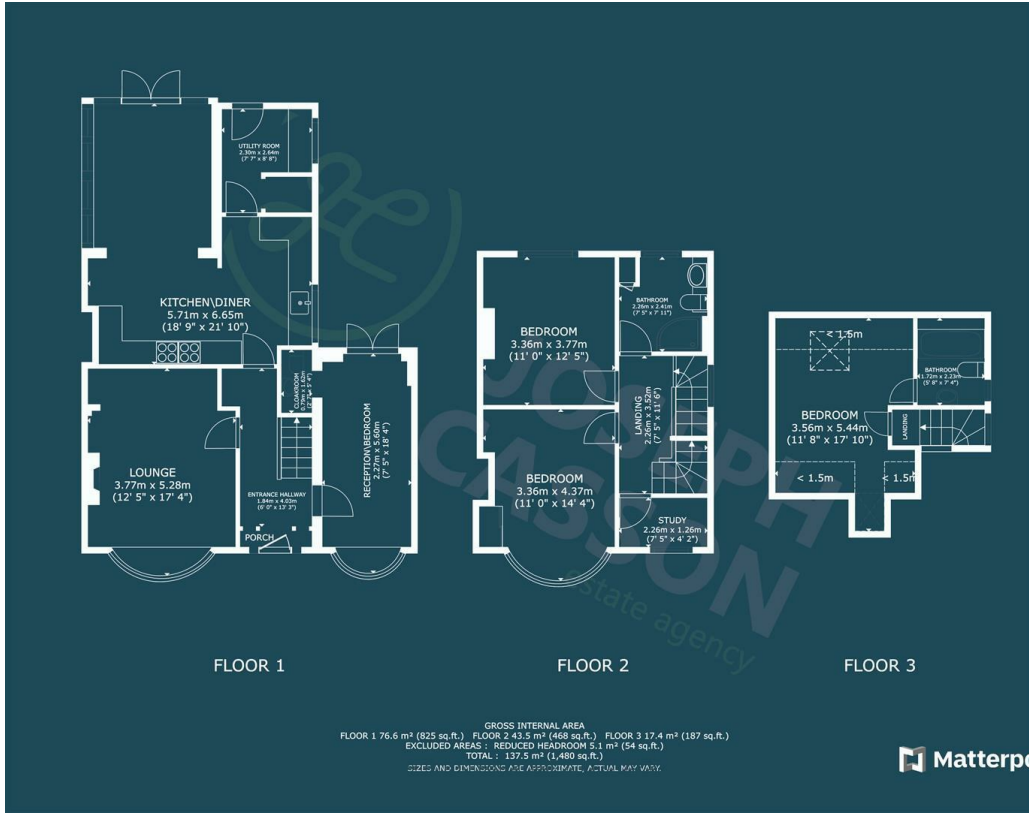 UTILITY ROOM
2.30m x 2.64m
(7' 7" x 8' 8")
KITCHEN\DINER
5.71m x 6.65m
(18' 9" x 21' 10")
CLOAKROOM
0.79m x 1.62m
LOUNGE
3.77m x 5.28m
(12' 5" x 17' 4")
ENTRANCE HALLWAY
1.84m x 4.03m
(6' 0" x 13' 3")
PORCH
RECEPTION\BEDROOM
2.27m x 5.60m
(7' 5" x 18' 4")
BEDROOM
3.36m x 3.77m
(11' 0" x 12' 5")
BATHROOM
2.26m x 2.41m
(7' 5" x 7' 11")
LANDING
2.26m x 3.52m
(7' 5" x 11' 6")
BEDROOM
3.36m x 4.37m
(11' 0" x 14' 4")
STUDY
2.26m x 1.26m
(7' 5" x 4' 2")
< 1.5m
BATHROOM
1.72m x 2.23m
(5' 8" x 7' 4")
BEDROOM
3.56m x 5.44m
(11' 8" x 17' 10")
LANDING
< 1.5m
< 1.5m
JOSEPH
CASSON
estate agency
FLOOR 1
FLOOR 2
FLOOR 3
GROSS INTERNAL AREA
FLOOR 1 76.6 m² (825 sq.ft.) FLOOR 2 43.5 m² (468 sq.ft.) FLOOR 3 17.4 m² (187 sq.ft.)
EXCLUDED AREAS : REDUCED HEADROOM 5.1 m² (54 sq.ft.)
TOTAL : 137.5 m² (1,480 sq.ft.)
SIZES AND DIMENSIONS ARE APPROXIMATE, ACTUAL MAY VARY.
Matterpo